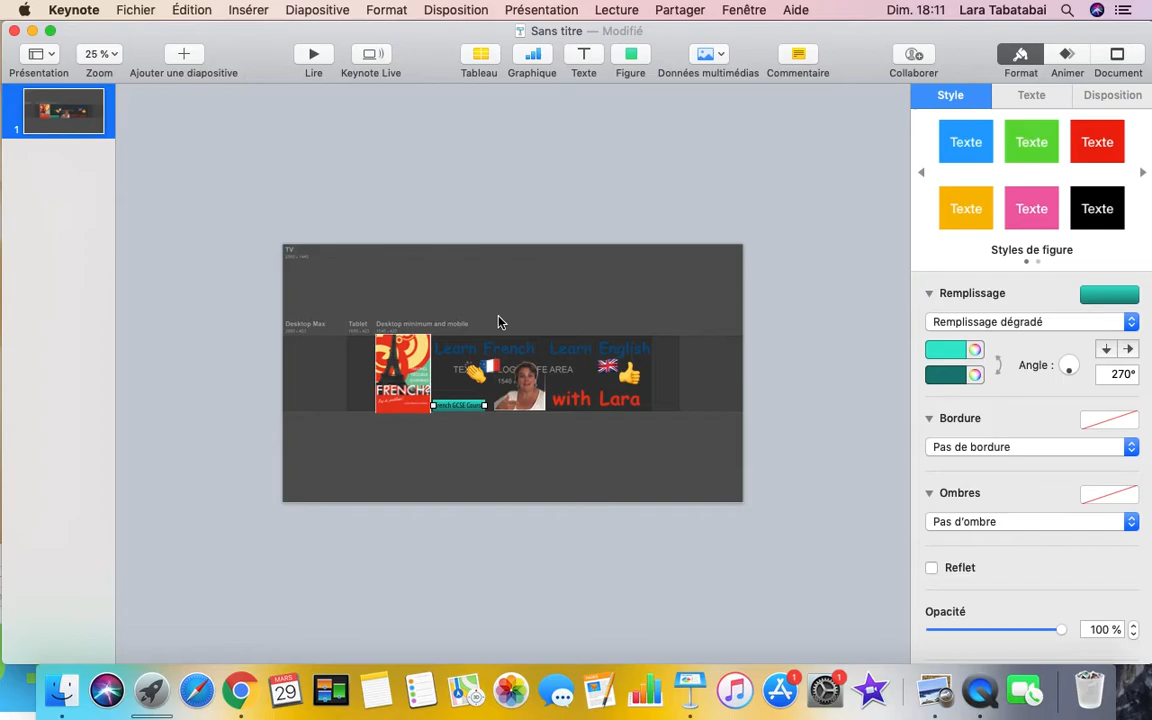 Keynote Fichier Édition Insérer Diapositive Format Disposition Présentation Lecture Partager Fenêtre Aide Dim. 18:11 Lara Tabatabai
Sans titre — Modifié
25 %
Présentation Zoom Ajouter une diapositive Lire Keynote Live Tableau Graphique Texte Figure Données multimédias Commentaire Collaborer Format Animer Document
Style Texte Disposition
1
Texte Texte Texte
Texte Texte Texte
Styles de figure
Remplissage
Remplissage dégradé
Angle :
270°
Bordure
Pas de bordure
Ombres
Pas d'ombre
Reflet
Opacité
100 %
TV
Desktop Max Tablet Desktop minimum and mobile
Learn French Learn English
FRENCH?
with Lara
MARS
29
1
1